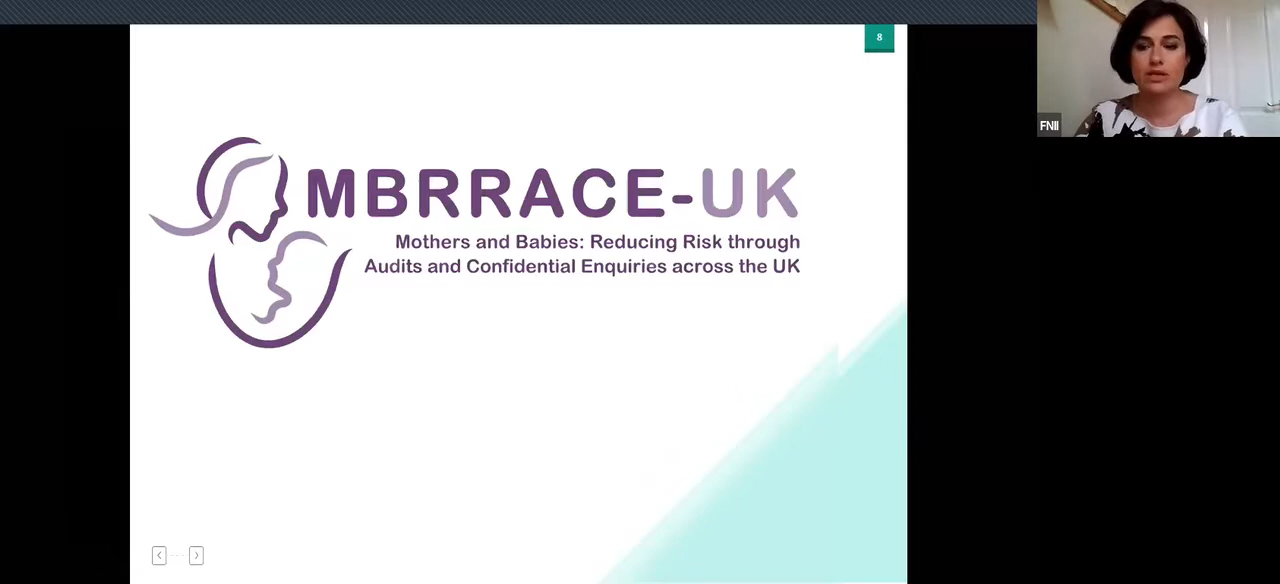 8
FNII
MBRRACE-UK
Mothers and Babies: Reducing Risk through
Audits and Confidential Enquiries across the UK